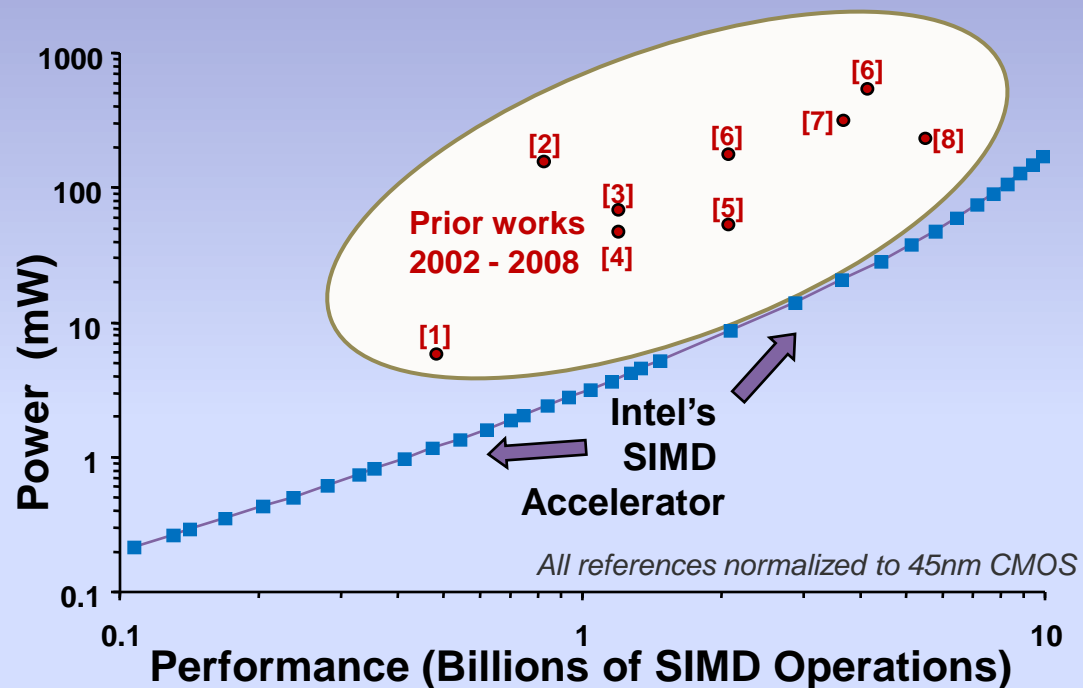 1000
100
10
1
0.1
Power (mW)
[1]
[2]
[3]
[4]
[5]
[6]
[6]
[7]
[8]
Prior works
2002 - 2008
Intel's
SIMD
Accelerator
All references normalized to 45nm CMOS
0.1
1
10
Performance (Billions of SIMD Operations)